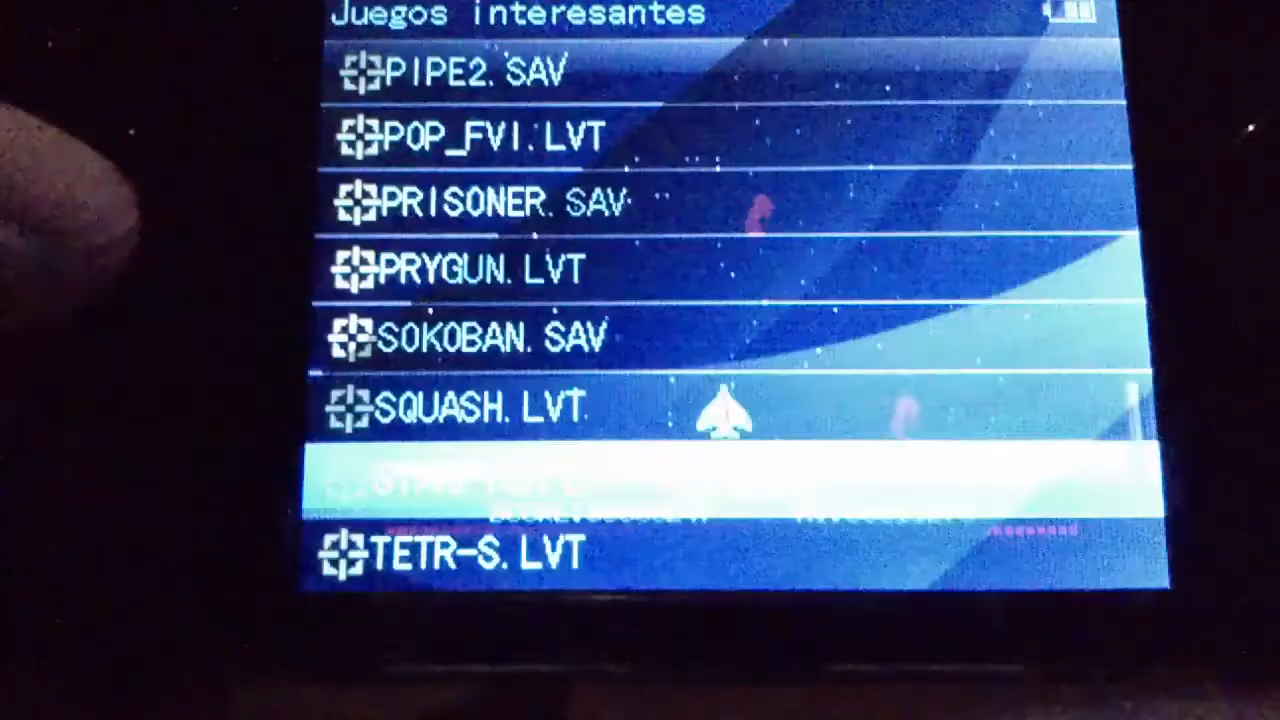 Juegos interesantes
PIPE2.SAV
POP_FVI.LVT
PRISONER.SAV
PRYGUN.LVT
SOKOBAN.SAV
SQUASH.LVT
TETR-S.LVT